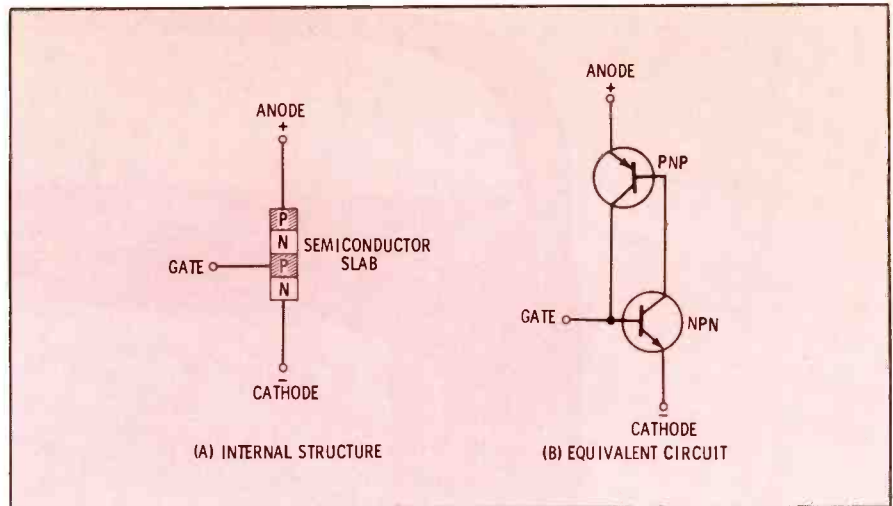 ANODE
+
P
N
SEMICONDUCTOR
SLAB
GATE
P
N
–
CATHODE
(A) INTERNAL STRUCTURE
ANODE
+
PNP
GATE
NPN
–
CATHODE
(B) EQUIVALENT CIRCUIT